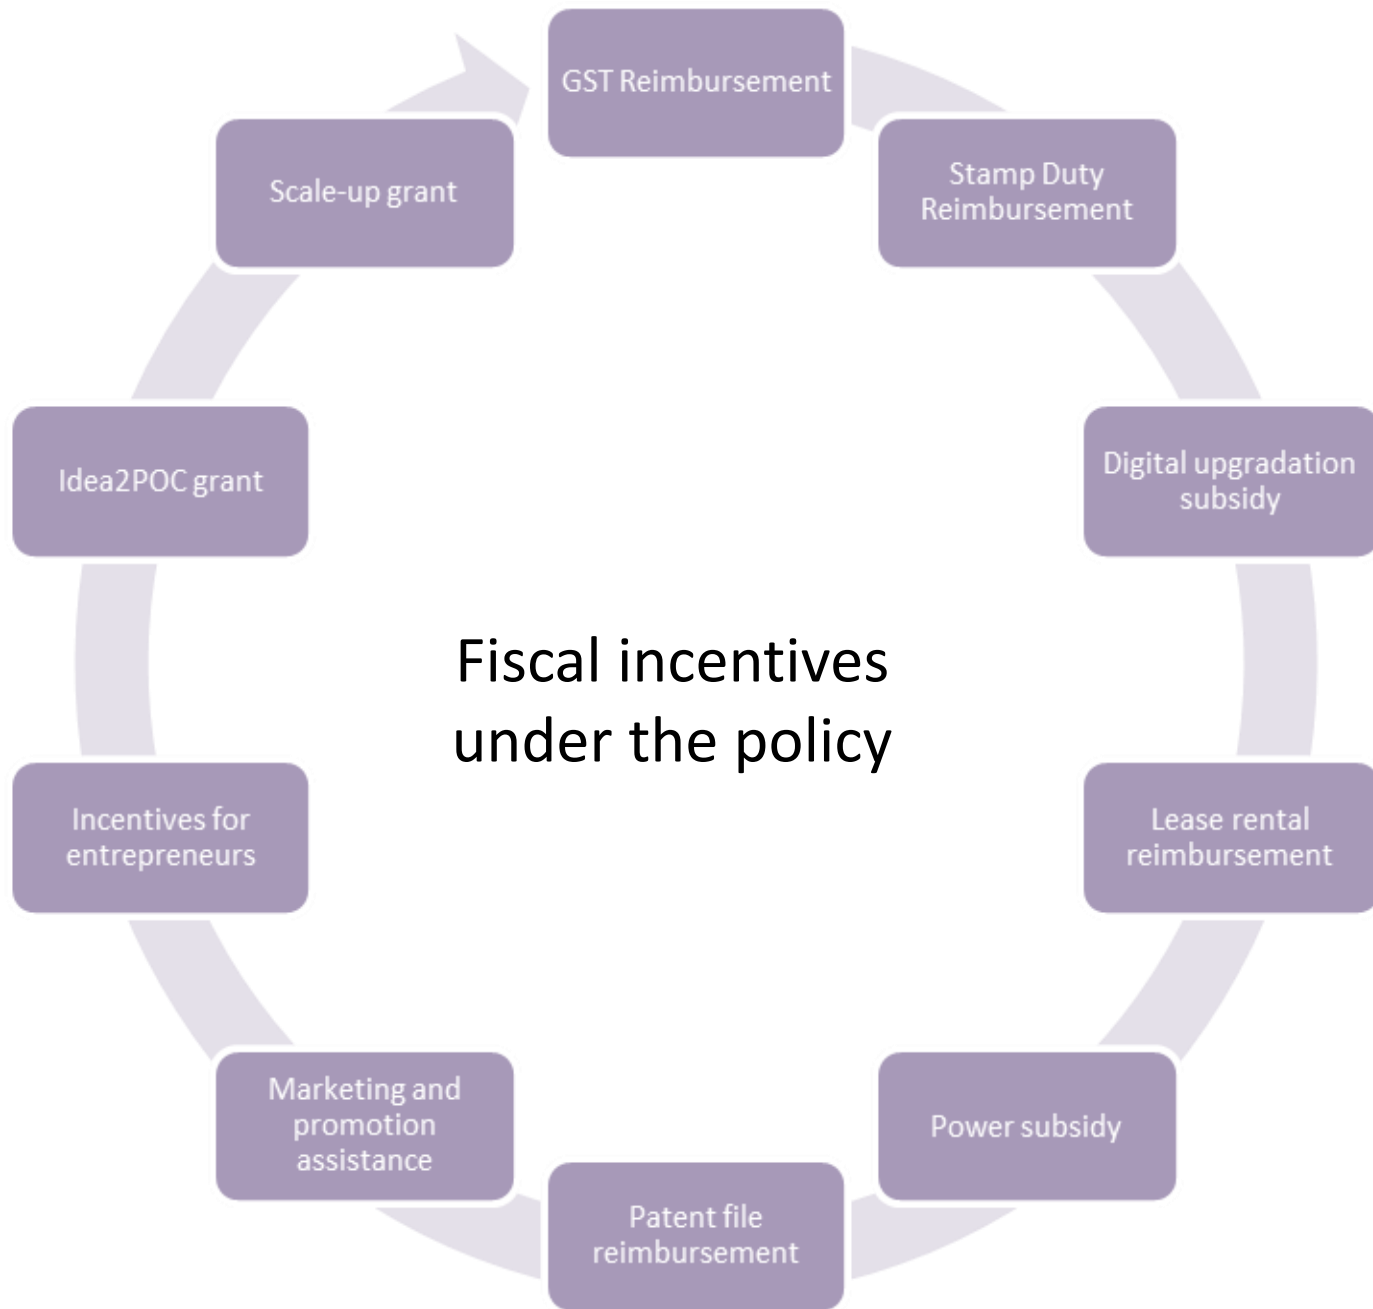 GST Reimbursement
Stamp Duty
Reimbursement
Digital upgradation
subsidy
Lease rental
reimbursement
Power subsidy
Patent file
reimbursement
Marketing and
promotion
assistance
Incentives for
entrepreneurs
Idea2POC grant
Scale-up grant
Fiscal incentives
under the policy